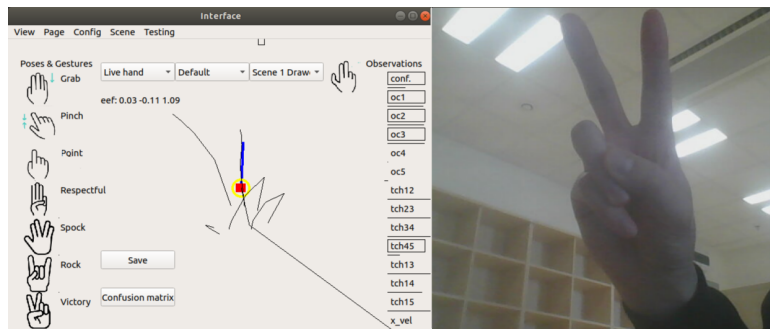 Interface
View Page Config Scene Testing
Poses & Gestures
Observations
Grab
Live hand
Default
Scene 1 Draw
conf.
eef: 0.03 -0.11 1.09
oc1
Pinch
oc2
oc3
Point
oc4
oc5
Respectful
tch12
tch23
Spock
tch34
Rock
Save
tch45
tch13
tch14
Victory
Confusion matrix
tch15
x_vel